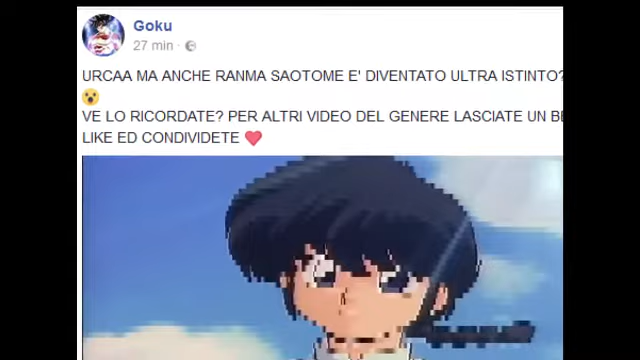 Goku
27 min
URCAA MA ANCHE RANMA SAOTOME E' DIVENTATO ULTRA ISTINTO?
VE LO RICORDATE? PER ALTRI VIDEO DEL GENERE LASCIATE UN BE
LIKE ED CONDIVIDETE